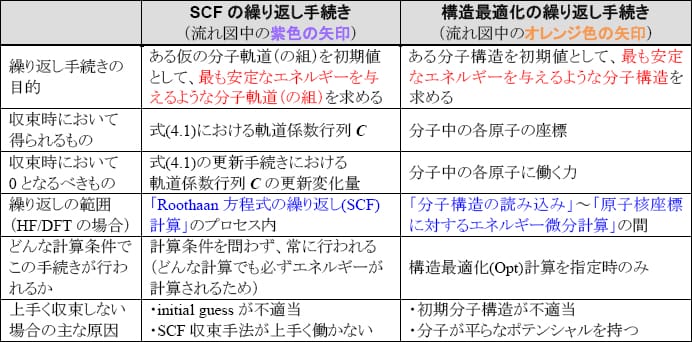 SCF の繰り返し手続き
(流れ図中の紫色の矢印)
構造最適化の繰り返し手続き
(流れ図中のオレンジ色の矢印)
繰り返し手続きの
目的
ある仮の分子軌道(の組)を初期値
として、最も安定なエネルギーを与
えるような分子軌道(の組)を求める
ある分子構造を初期値として、最も安定
なエネルギーを与えるような分子構造を
求める
収束時において
得られるもの
式(4.1)における軌道係数行列 C
分子中の各原子の座標
収束時において
0 となるべきもの
式(4.1)の更新手続きにおける
軌道係数行列 C の更新変化量
分子中の各原子に働く力
繰り返しの範囲
(HF/DFT の場合)
「Roothaan 方程式の繰り返し(SCF)
計算」のプロセス内
「分子構造の読み込み」～「原子核座標
に対するエネルギー微分計算」の間
どんな計算条件で
この手続きが行わ
れるか
計算条件を問わず、常に行われる
(どんな計算でも必ずエネルギーが
計算されるため)
構造最適化(Opt)計算を指定時のみ
上手く収束しない
場合の主な原因
・initial guess が不適当
・SCF 収束手法が上手く働かない
・初期分子構造が不適当
・分子が平らなポテンシャルを持つ